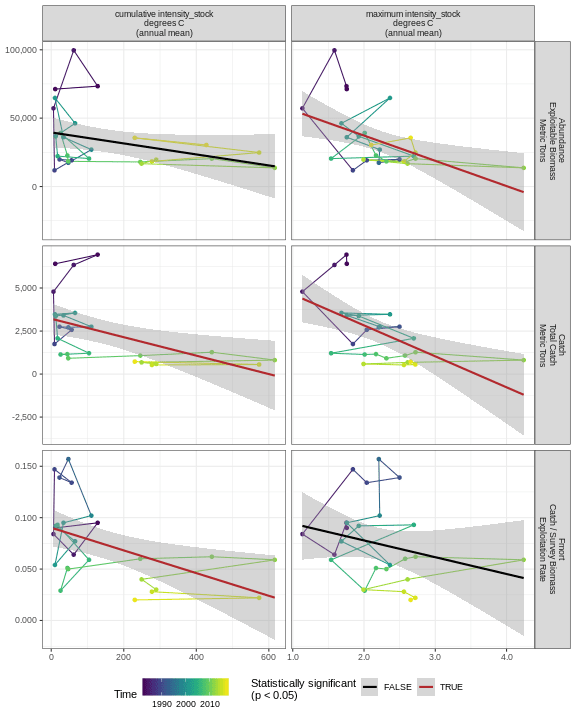 cumulative intensity_stock
degrees C
(annual mean)
maximum intensity_stock
degrees C
(annual mean)
100,000
50,000
0
Abundance
Exploitable Biomass
Metric Tons
5,000
2,500
0
-2,500
Catch
Total Catch
Metric Tons
0.150
0.100
0.050
0.000
Fmort
Catch / Survey Biomass
Exploitation Rate
0 200 400 600 1.0 2.0 3.0 4.0
Time
1990 2000 2010
Statistically significant
(p < 0.05)
FALSE TRUE